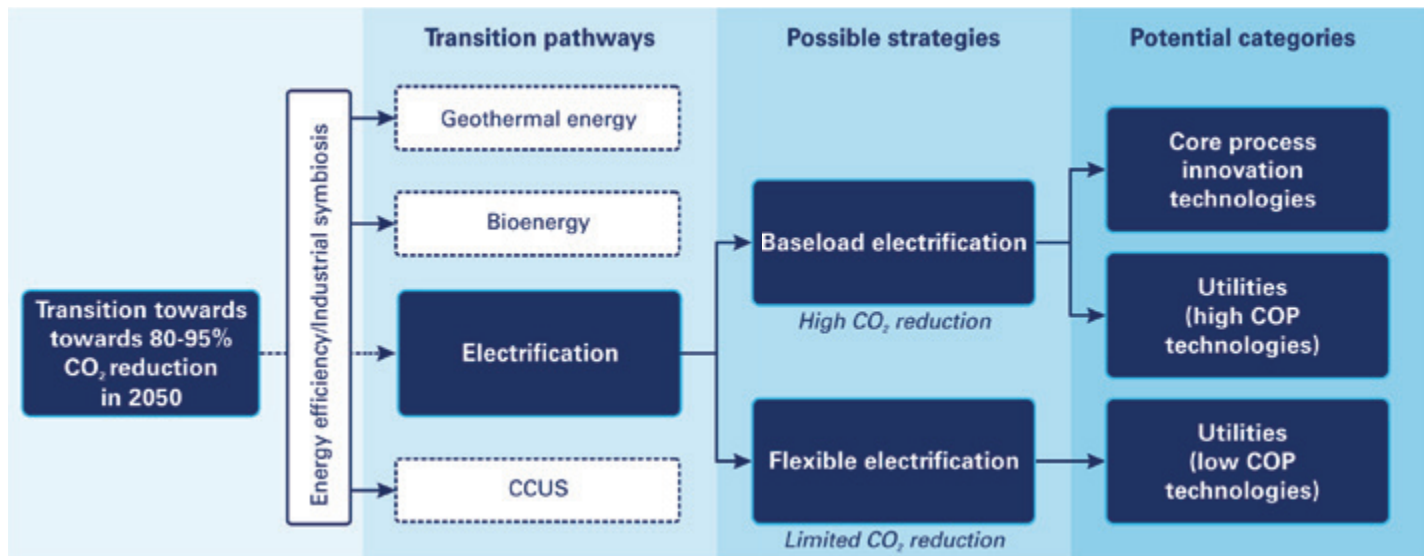 Transition pathways
Possible strategies
Potential categories
Transition towards
towards 80-95%
CO₂ reduction
in 2050
Energy efficiency/Industrial symbiosis
Geothermal energy
Bioenergy
Electrification
CCUS
Baseload electrification
High CO₂ reduction
Flexible electrification
Limited CO₂ reduction
Core process
innovation
technologies
Utilities
(high COP
technologies)
Utilities
(low COP
technologies)